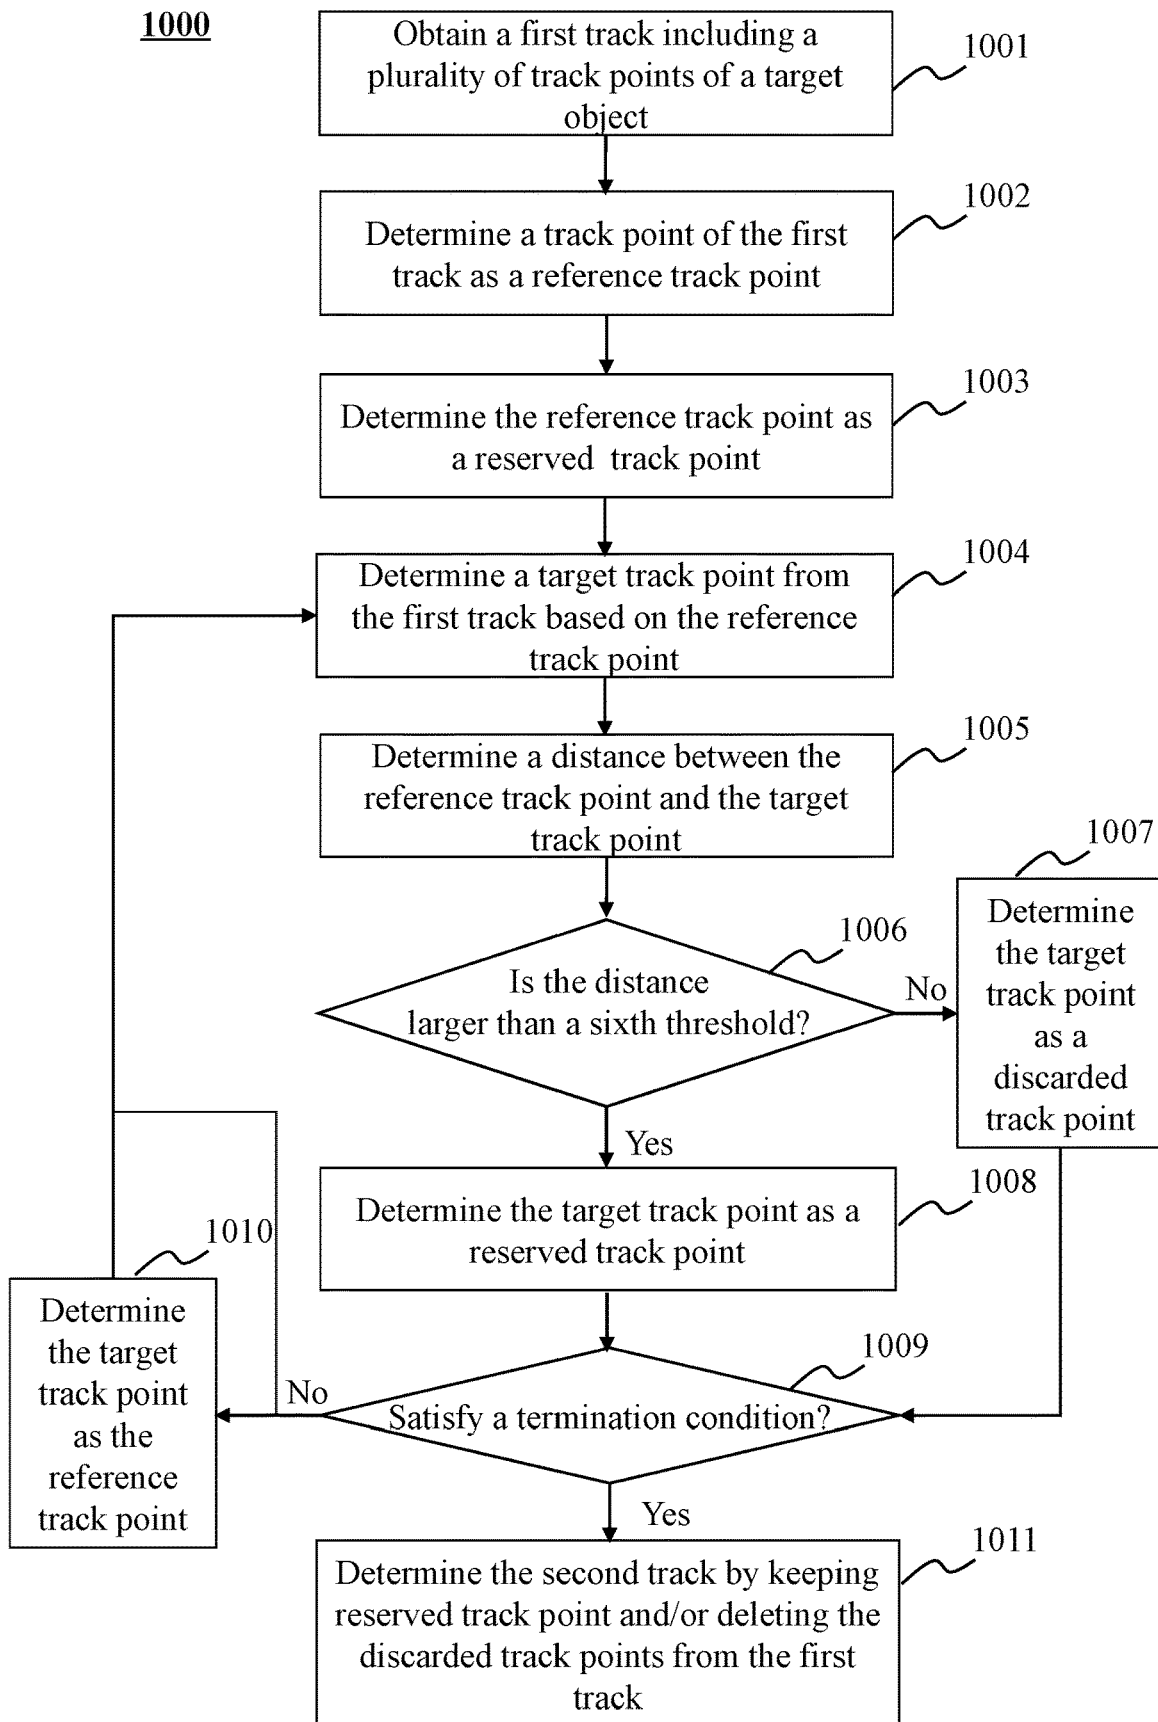 1000
Obtain a first track including a
plurality of track points of a target
object
1001
Determine a track point of the first
track as a reference track point
1002
Determine the reference track point as
a reserved track point
1003
Determine a target track point from
the first track based on the reference
track point
1004
Determine a distance between the
reference track point and the target
track point
1005
Is the distance
larger than a sixth threshold?
1006
No
Determine
the target
track point
as a
discarded
track point
1007
Yes
Determine the target track point as a
reserved track point
1008
Satisfy a termination condition?
1009
No
Determine
the target
track point
as the
reference
track point
1010
Yes
Determine the second track by keeping
reserved track point and/or deleting the
discarded track points from the first
track
1011